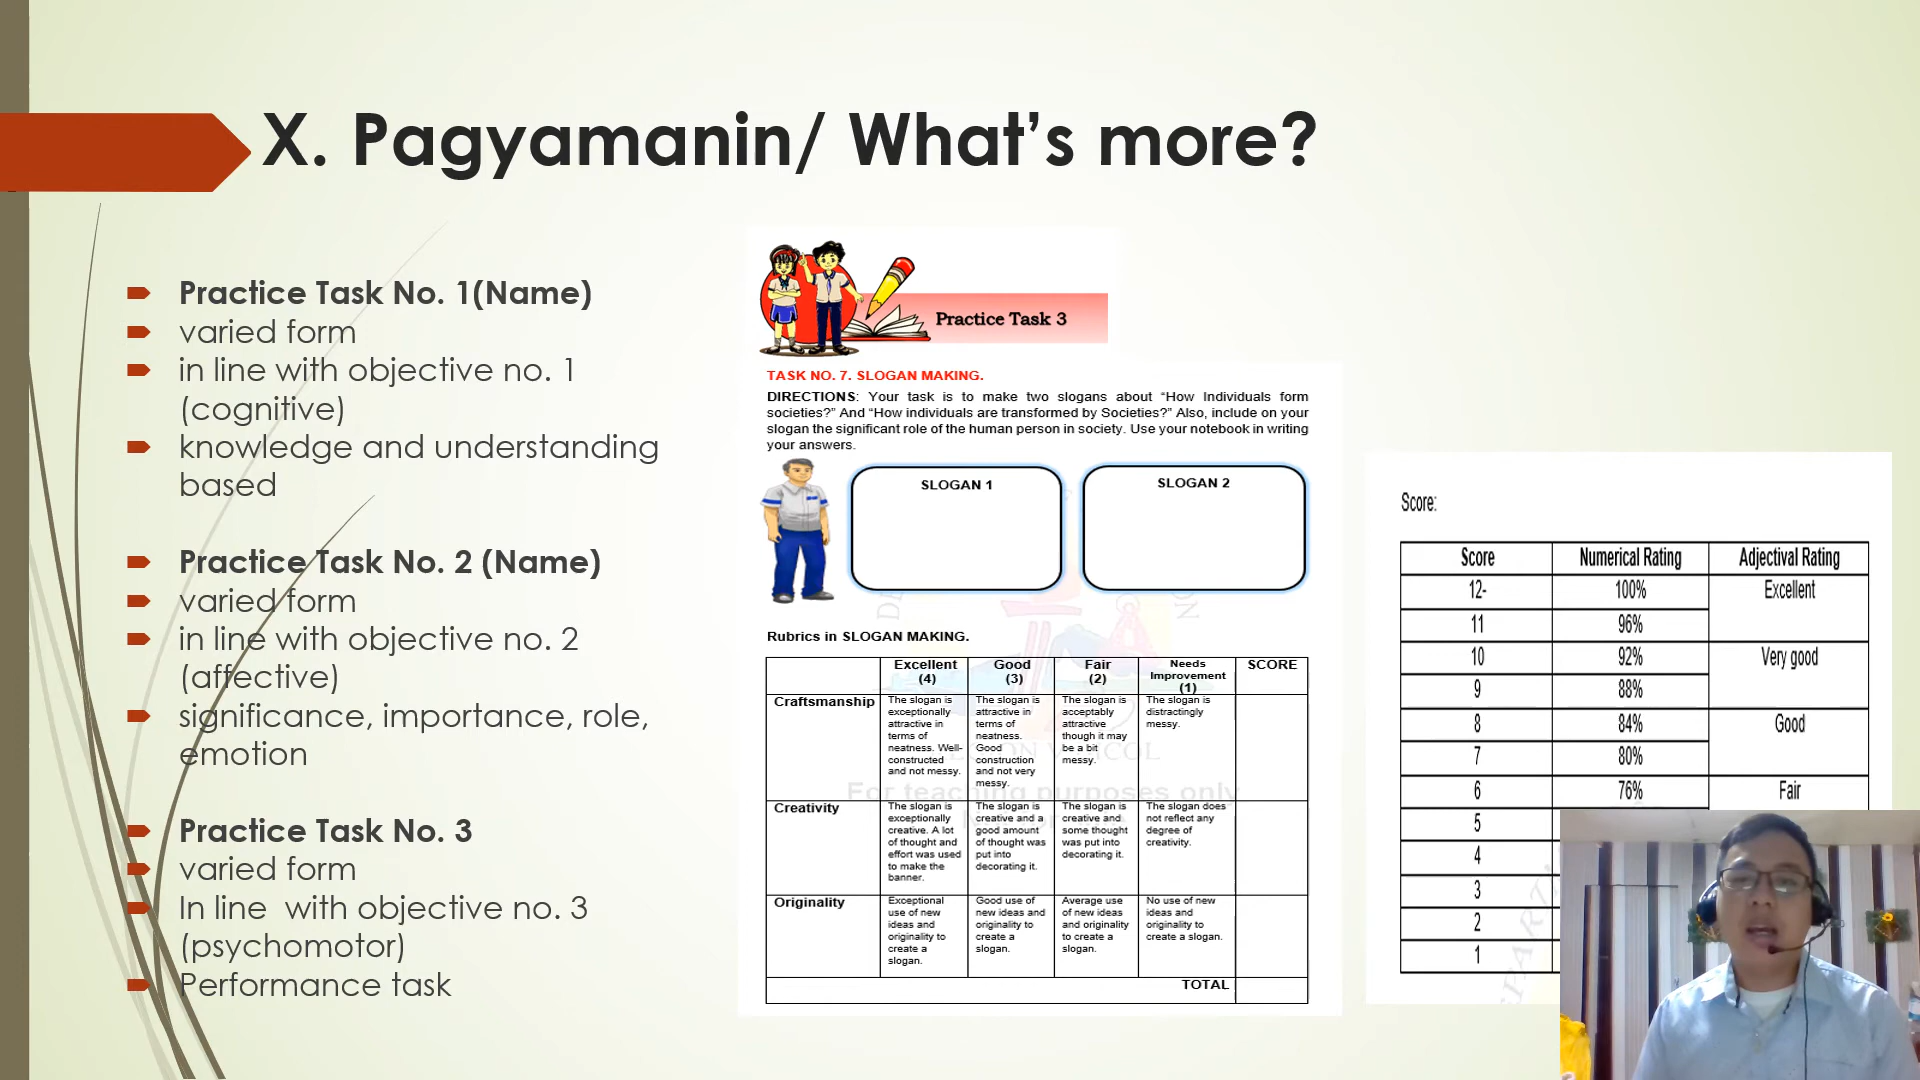 X. Pagyamanin/ What's more?
Practice Task No. 1(Name)
varied form
in line with objective no. 1
(cognitive)
knowledge and understanding
based
Practice Task No. 2 (Name)
varied form
in line with objective no. 2
(affective)
significance, importance, role,
emotion
Practice Task No. 3
varied form
In line  with objective no. 3
(psychomotor)
Performance task
Practice Task 3
TASK NO. 7. SLOGAN MAKING.
DIRECTIONS: Your task is to make two slogans about “How Individuals form
societies?” And “How individuals are transformed by Societies?” Also, include on your
slogan the significant role of the human person in society. Use your notebook in writing
your answers.
SLOGAN 1
SLOGAN 2
Rubrics in SLOGAN MAKING.
Excellent
(4)
Good
(3)
Fair
(2)
Needs
Improvement
(1)
SCORE
Craftsmanship
The slogan is
exceptionally
attractive in
terms of
neatness. Well-
constructed
and not messy.
The slogan is
attractive in
terms of
neatness.
Good
construction
and not very
messy.
The slogan is
acceptably
attractive
though it may
be a bit
messy.
The slogan is
distractingly
messy.
For teaching purposes only
Creativity
The slogan is
exceptionally
creative. A lot
of thought and
effort was used
to make the
banner.
The slogan is
creative and a
good amount
of thought was
put into
decorating it.
The slogan is
creative and
some thought
was put into
decorating it.
The slogan does
not reflect any
degree of
creativity.
Originality
Exceptional
use of new
ideas and
originality to
create a
slogan.
Good use of
new ideas and
originality to
create a
slogan.
Average use
of new ideas
and originality
to create a
slogan.
No use of new
ideas and
originality to
create a slogan.
TOTAL
Score:
Score Numerical Rating Adjectival Rating
12- 100% Excellent
11 96%
10 92% Very good
9 88%
8 84% Good
7 80%
6 76% Fair
5
4
3
2
1